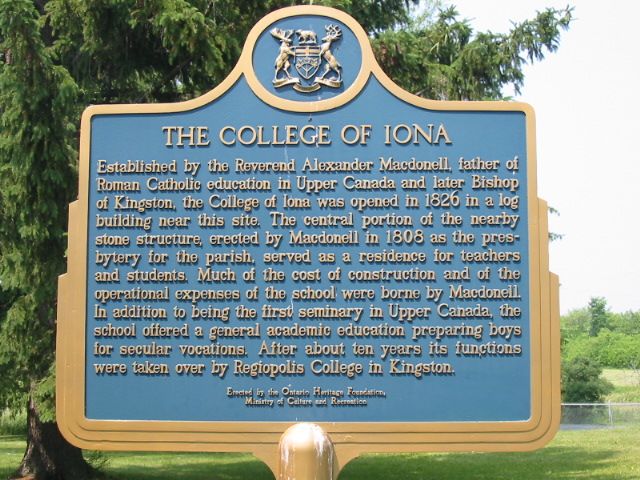 THE COLLEGE OF IONA
Established by the Reverend Alexander Macdonell, father of
Roman Catholic education in Upper Canada and later Bishop
of Kingston, the College of Iona was opened in 1826 in a log
building near this site. The central portion of the nearby
stone structure, erected by Macdonell in 1808 as the pres-
bytery for the parish, served as a residence for teachers
and students. Much of the cost of construction and of the
operational expenses of the school were borne by Macdonell.
In addition to being the first seminary in Upper Canada, the
school offered a general academic education preparing boys
for secular vocations. After about ten years its functions
were taken over by Regiopolis College in Kingston.
Erected by the Ontario Heritage Foundation,
Ministry of Culture and Recreation